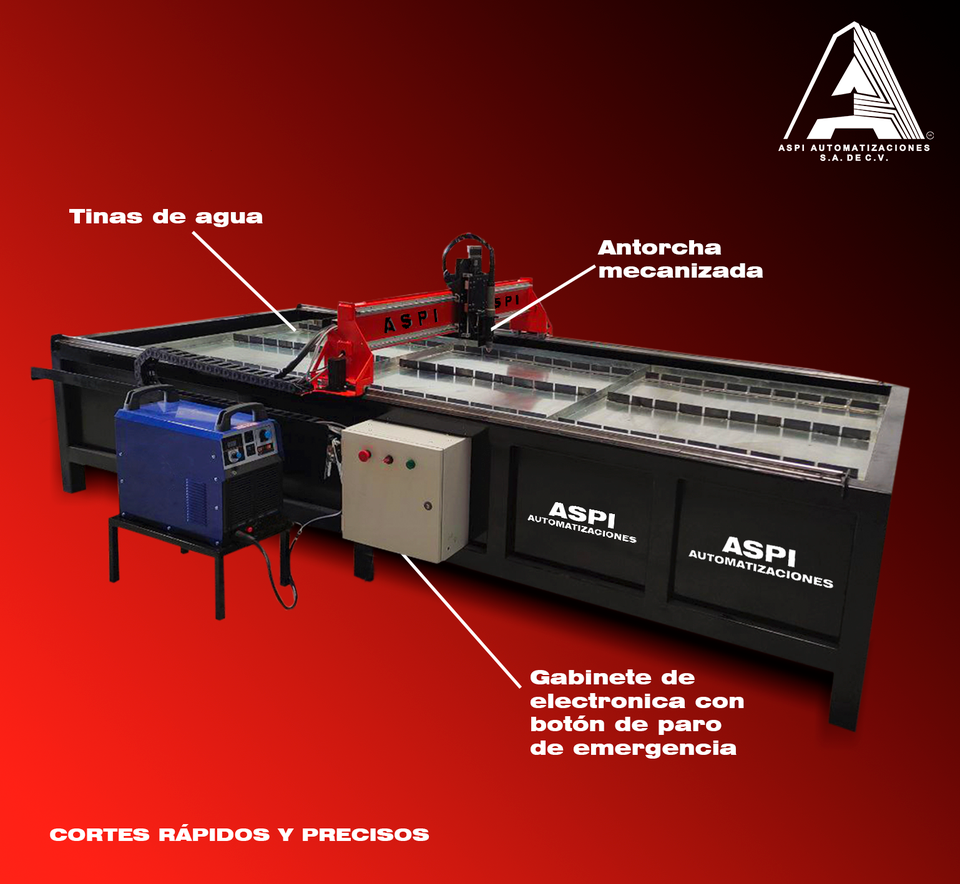 ASPI AUTOMATIZACIONES
S.A. DE C.V.
Tinas de agua
Antorcha
mecanizada
ASPI
SPI
ASPI
AUTOMATIZACIONES
ASPI
AUTOMATIZACIONES
Gabinete de
electronica con
botón de paro
de emergencia
CORTES RÁPIDOS Y PRECISOS